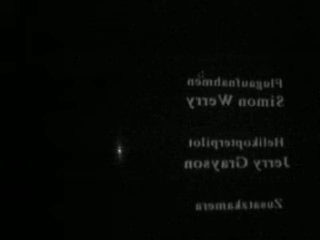 Flugaufnahmen
Simon Werry
Helikopterpilot
Jerry Grayson
Zusatzkamera